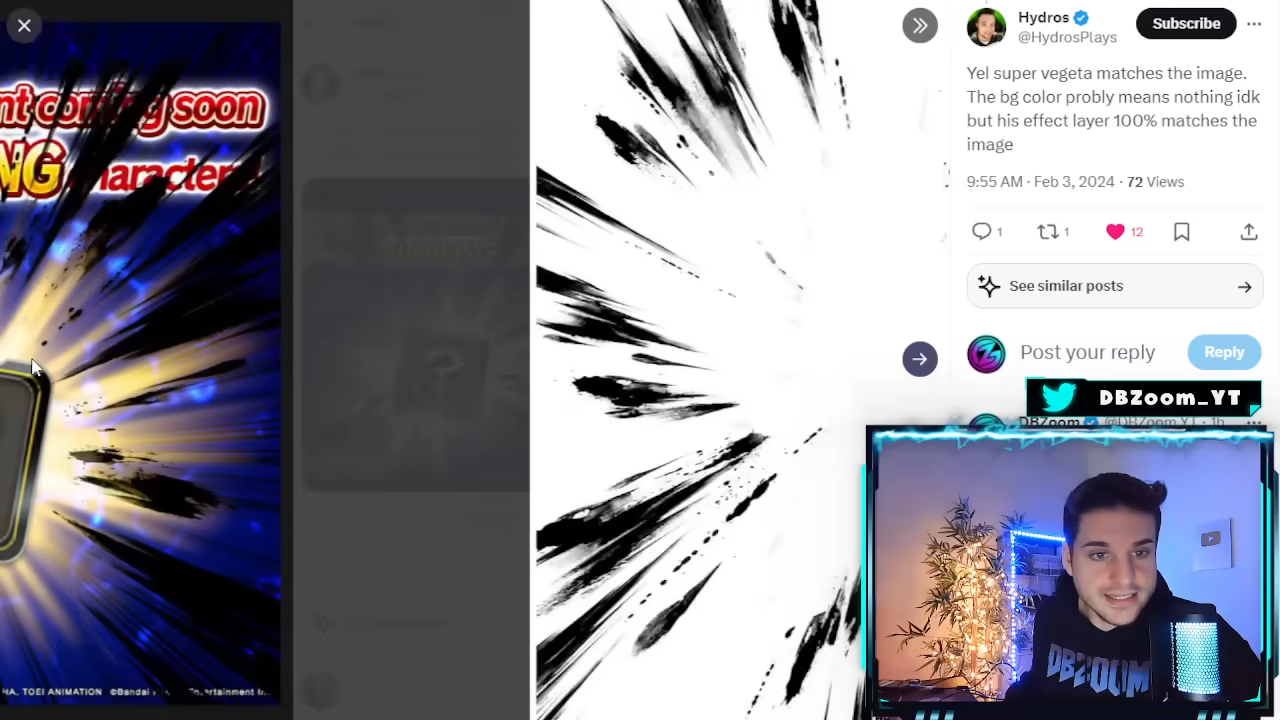 nt coming soon
NG characters
HA, TOEI ANIMATION ©Bandai
Hydros
@HydrosPlays
Subscribe
Yel super vegeta matches the image.
The bg color probly means nothing idk
but his effect layer 100% matches the
image
9:55 AM · Feb 3, 2024 · 72 Views
1
1
12
See similar posts
Post your reply
Reply
DBZoom_YT
DBZoom @DBZoom_YT · 1h
DBZOOM